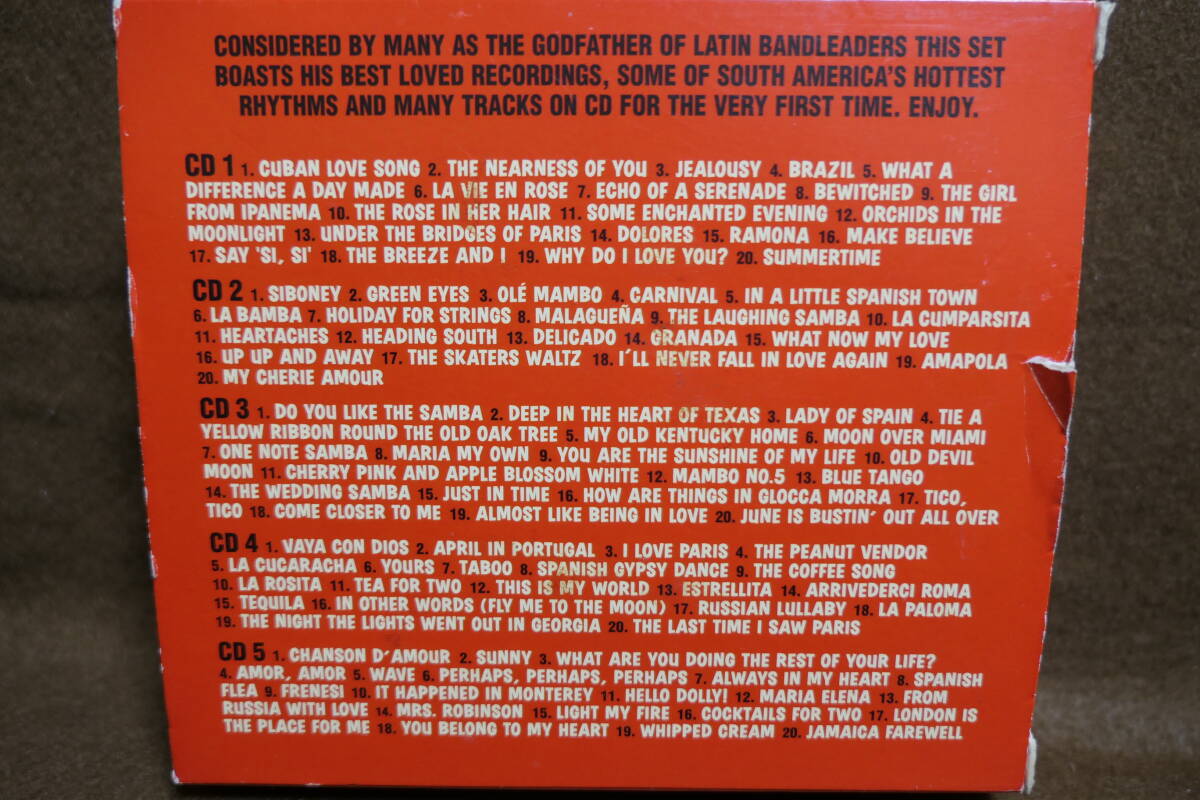 CONSIDERED BY MANY AS THE GODFATHER OF LATIN BANDLEADERS THIS SET
BOASTS HIS BEST LOVED RECORDINGS, SOME OF SOUTH AMERICA'S HOTTEST
RHYTHMS AND MANY TRACKS ON CD FOR THE VERY FIRST TIME. ENJOY.
CD 1 1. CUBAN LOVE SONG 2. THE NEARNESS OF YOU 3. JEALOUSY 4. BRAZIL 5. WHAT A
DIFFERENCE A DAY MADE 6. LA VIE EN ROSE 7. ECHO OF A SERENADE 8. BEWITCHED 9. THE GIRL
FROM IPANEMA 10. THE ROSE IN HER HAIR 11. SOME ENCHANTED EVENING 12. ORCHIDS IN THE
MOONLIGHT 13. UNDER THE BRIDGES OF PARIS 14. DOLORES 15. RAMONA 16. MAKE BELIEVE
17. SAY 'SI, SI' 18. THE BREEZE AND I 19. WHY DO I LOVE YOU? 20. SUMMERTIME
CD 2 1. SIBONEY 2. GREEN EYES 3. OLÉ MAMBO 4. CARNIVAL 5. IN A LITTLE SPANISH TOWN
6. LA BAMBA 7. HOLIDAY FOR STRINGS 8. MALAGUEÑA 9. THE LAUGHING SAMBA 10. LA CUMPARSITA
11. HEARTACHES 12. HEADING SOUTH 13. DELICADO 14. GRANADA 15. WHAT NOW MY LOVE
16. UP UP AND AWAY 17. THE SKATERS WALTZ 18. I'LL NEVER FALL IN LOVE AGAIN 19. AMAPOLA
20. MY CHERIE AMOUR
CD 3 1. DO YOU LIKE THE SAMBA 2. DEEP IN THE HEART OF TEXAS 3. LADY OF SPAIN 4. TIE A
YELLOW RIBBON ROUND THE OLD OAK TREE 5. MY OLD KENTUCKY HOME 6. MOON OVER MIAMI
7. ONE NOTE SAMBA 8. MARIA MY OWN 9. YOU ARE THE SUNSHINE OF MY LIFE 10. OLD DEVIL
MOON 11. CHERRY PINK AND APPLE BLOSSOM WHITE 12. MAMBO NO.5 13. BLUE TANGO
14. THE WEDDING SAMBA 15. JUST IN TIME 16. HOW ARE THINGS IN GLOCCA MORRA 17. TICO,
TICO 18. COME CLOSER TO ME 19. ALMOST LIKE BEING IN LOVE 20. JUNE IS BUSTIN' OUT ALL OVER
CD 4 1. VAYA CON DIOS 2. APRIL IN PORTUGAL 3. I LOVE PARIS 4. THE PEANUT VENDOR
5. LA CUCARACHA 6. YOURS 7. TABOO 8. SPANISH GYPSY DANCE 9. THE COFFEE SONG
10. LA ROSITA 11. TEA FOR TWO 12. THIS IS MY WORLD 13. ESTRELLITA 14. ARRIVEDERCI ROMA
15. TEQUILA 16. IN OTHER WORDS (FLY ME TO THE MOON) 17. RUSSIAN LULLABY 18. LA PALOMA
19. THE NIGHT THE LIGHTS WENT OUT IN GEORGIA 20. THE LAST TIME I SAW PARIS
CD 5 1. CHANSON D'AMOUR 2. SUNNY 3. WHAT ARE YOU DOING THE REST OF YOUR LIFE?
4. AMOR, AMOR 5. WAVE 6. PERHAPS, PERHAPS, PERHAPS 7. ALWAYS IN MY HEART 8. SPANISH
FLEA 9. FRENESI 10. IT HAPPENED IN MONTEREY 11. HELLO DOLLY! 12. MARIA ELENA 13. FROM
RUSSIA WITH LOVE 14. MRS. ROBINSON 15. LIGHT MY FIRE 16. COCKTAILS FOR TWO 17. LONDON IS
THE PLACE FOR ME 18. YOU BELONG TO MY HEART 19. WHIPPED CREAM 20. JAMAICA FAREWELL